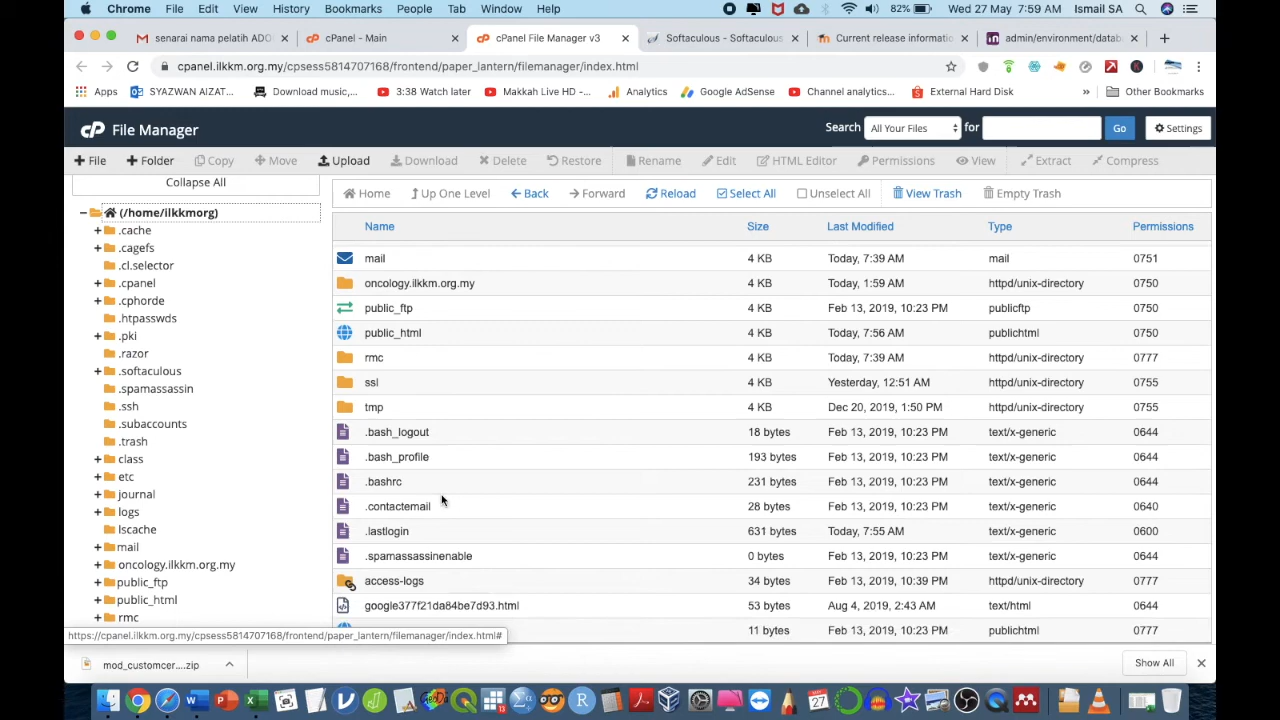 Chrome File Edit View History Bookmarks People Tab Window Help 82% Wed 27 May 7:59 AM Ismail SA
senarai nama pelatih ADD cPanel - Main cPanel File Manager v3 Softaculous - Softaculous Current release informatio admin/environment/datab
cpanel.ilkkm.org.my/cpsess5814707168/frontend/paper_lantern/filemanager/index.html
Apps SYAZWAN AIZAT... Download music,... 3:38 Watch later Makkah Live HD -... Analytics Google AdSense Channel analytics... External Hard Disk » Other Bookmarks
cP File Manager Search All Your Files for Go Settings
+ File + Folder Copy Move Upload Download Delete Restore Rename Edit HTML Editor Permissions View Extract Compress
Collapse All
Home Up One Level Back Forward Reload Select All Unselect All View Trash Empty Trash
(/home/ilkkmorg)
.cache
.cagefs
.cl.selector
.cpanel
.cphorde
.htpasswds
.pki
.razor
.softaculous
.spamassassin
.ssh
.subaccounts
.trash
class
etc
journal
logs
lscache
mail
oncology.ilkkm.org.my
public_ftp
public_html
rmc
Name Size Last Modified Type Permissions
mail 4 KB Today, 7:39 AM mail 0751
oncology.ilkkm.org.my 4 KB Today, 1:59 AM httpd/unix-directory 0750
public_ftp 4 KB Feb 13, 2019, 10:23 PM publicftp 0750
public_html 4 KB Today, 7:56 AM publichtml 0750
rmc 4 KB Today, 7:39 AM httpd/unix-directory 0777
ssl 4 KB Yesterday, 12:51 AM httpd/unix-directory 0755
tmp 4 KB Dec 20, 2019, 1:50 PM httpd/unix-directory 0755
.bash_logout 18 bytes Feb 13, 2019, 10:23 PM text/x-generic 0644
.bash_profile 193 bytes Feb 13, 2019, 10:23 PM text/x-generic 0644
.bashrc 231 bytes Feb 13, 2019, 10:23 PM text/x-generic 0644
.contactemail 28 bytes Feb 13, 2019, 10:23 PM text/x-generic 0640
.lastlogin 631 bytes Today, 7:55 AM text/x-generic 0600
.spamassassinenable 0 bytes Feb 13, 2019, 10:23 PM text/x-generic 0644
access-logs 34 bytes Feb 13, 2019, 10:39 PM httpd/unix-directory 0777
google377f21da84be7d93.html 53 bytes Aug 4, 2019, 2:43 AM text/html 0644
11 bytes Feb 13, 2019, 10:23 PM publichtml 0777
https://cpanel.ilkkm.org.my/cpsess5814707168/frontend/paper_lantern/filemanager/index.html#
mod_customcer....zip Show All